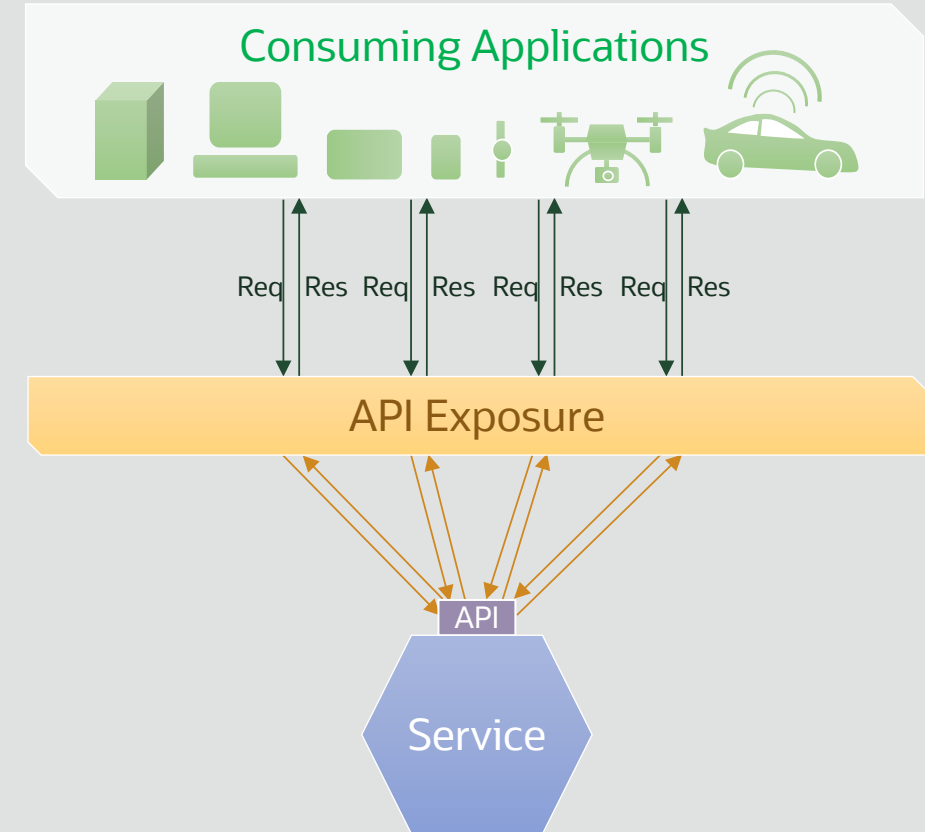 Consuming Applications
Req Res Req Res Req Res Req Res
API Exposure
API
Service